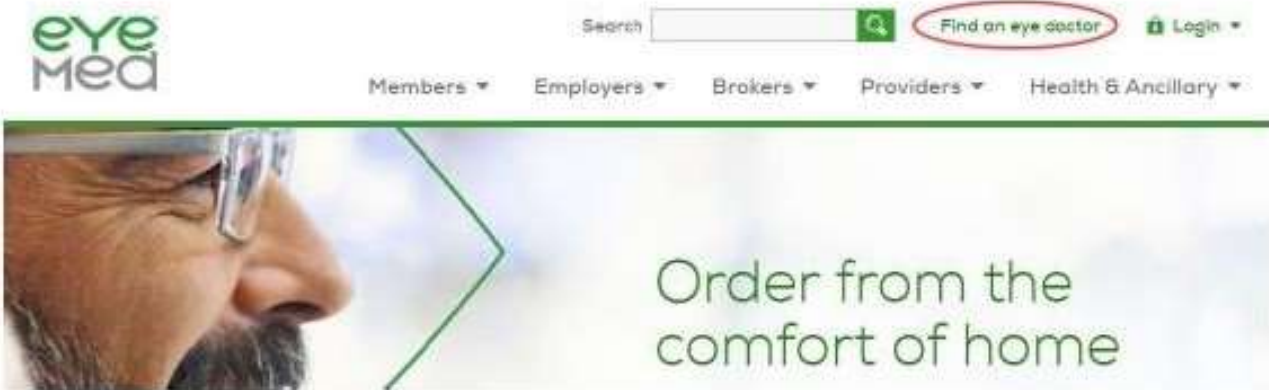 eye
Med
Search
Find an eye doctor
Login
Members
Employers
Brokers
Providers
Health & Ancillary
Order from the
comfort of home